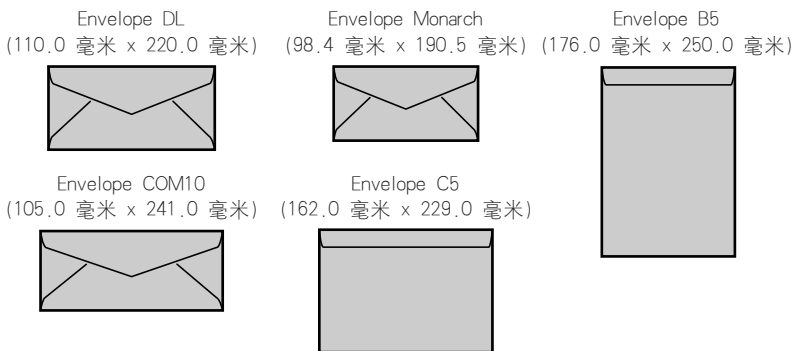 Envelope DL
(110.0 毫米 x 220.0 毫米)
Envelope Monarch
(98.4 毫米 x 190.5 毫米)
Envelope B5
(176.0 毫米 x 250.0 毫米)
Envelope COM10
(105.0 毫米 x 241.0 毫米)
Envelope C5
(162.0 毫米 x 229.0 毫米)